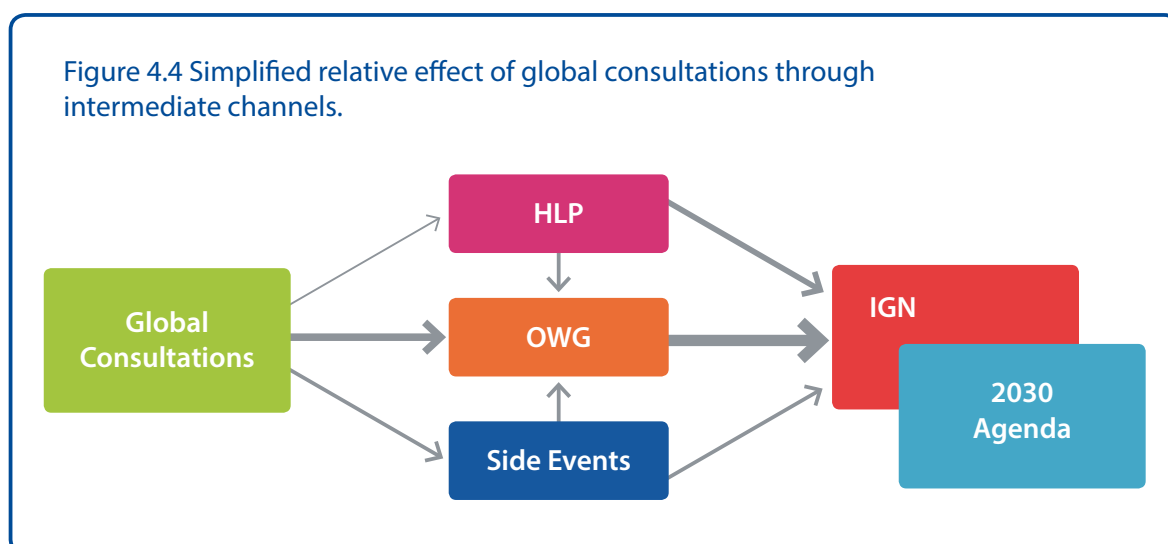 Figure 4.4 Simplified relative effect of global consultations through
intermediate channels.
HLP
Global
Consultations
OWG
IGN
2030
Agenda
Side Events